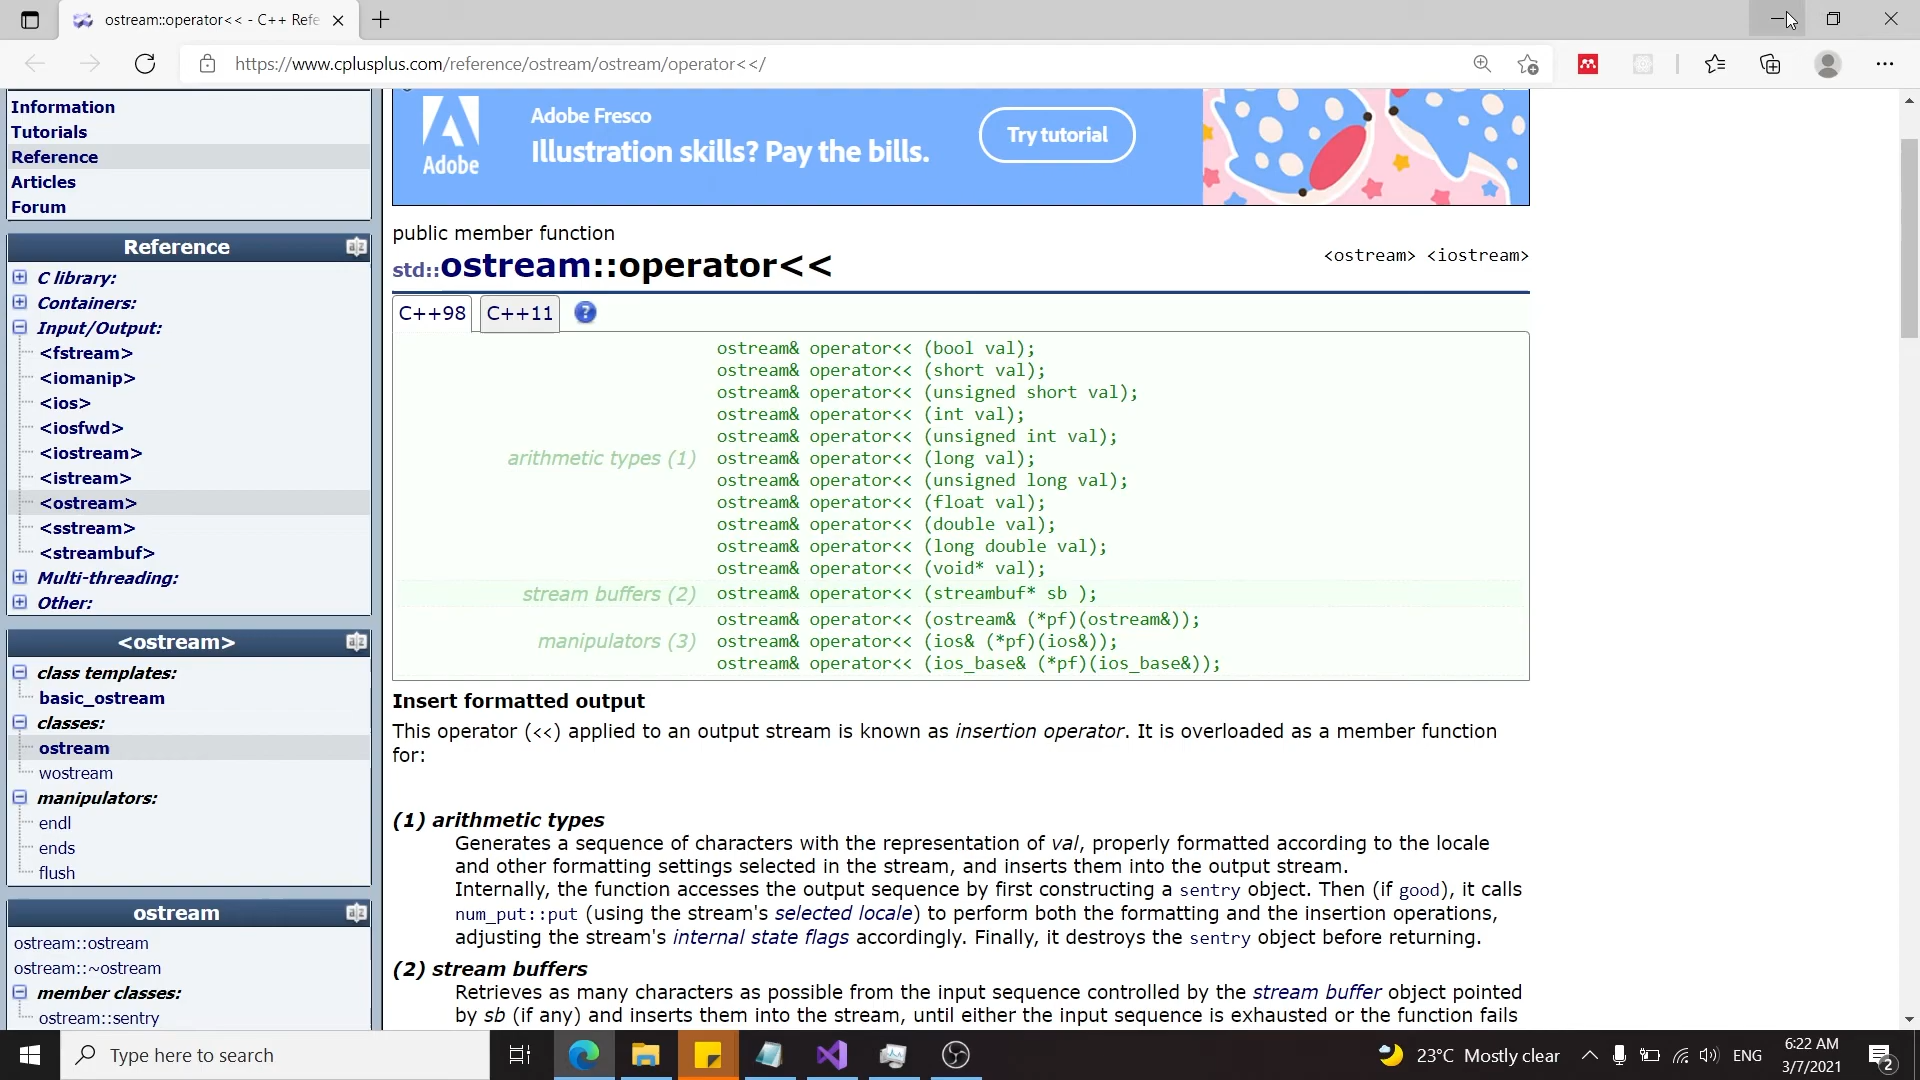 ostream::operator<< - C++ Refe
https://www.cplusplus.com/reference/ostream/ostream/operator<</
Information
Tutorials
Reference
Articles
Forum
Reference
C library:
Containers:
Input/Output:
<fstream>
<iomanip>
<ios>
<iosfwd>
<iostream>
<istream>
<ostream>
<sstream>
<streambuf>
Multi-threading:
Other:
<ostream>
class templates:
basic_ostream
classes:
ostream
wostream
manipulators:
endl
ends
flush
ostream
ostream::ostream
ostream::~ostream
member classes:
ostream::sentry
Adobe
Adobe Fresco
Illustration skills? Pay the bills.
Try tutorial
public member function
<ostream> <iostream>
std::ostream::operator<<
C++98 C++11 ?
ostream& operator<< (bool val);
ostream& operator<< (short val);
ostream& operator<< (unsigned short val);
ostream& operator<< (int val);
ostream& operator<< (unsigned int val);
arithmetic types (1) ostream& operator<< (long val);
ostream& operator<< (unsigned long val);
ostream& operator<< (float val);
ostream& operator<< (double val);
ostream& operator<< (long double val);
ostream& operator<< (void* val);
stream buffers (2) ostream& operator<< (streambuf* sb );
ostream& operator<< (ostream& (*pf)(ostream&));
manipulators (3) ostream& operator<< (ios& (*pf)(ios&));
ostream& operator<< (ios_base& (*pf)(ios_base&));
Insert formatted output
This operator (<<) applied to an output stream is known as insertion operator. It is overloaded as a member function
for:
(1) arithmetic types
Generates a sequence of characters with the representation of val, properly formatted according to the locale
and other formatting settings selected in the stream, and inserts them into the output stream.
Internally, the function accesses the output sequence by first constructing a sentry object. Then (if good), it calls
num_put::put (using the stream's selected locale) to perform both the formatting and the insertion operations,
adjusting the stream's internal state flags accordingly. Finally, it destroys the sentry object before returning.
(2) stream buffers
Retrieves as many characters as possible from the input sequence controlled by the stream buffer object pointed
by sb (if any) and inserts them into the stream, until either the input sequence is exhausted or the function fails
Type here to search
23°C Mostly clear
ENG
6:22 AM
3/7/2021
2